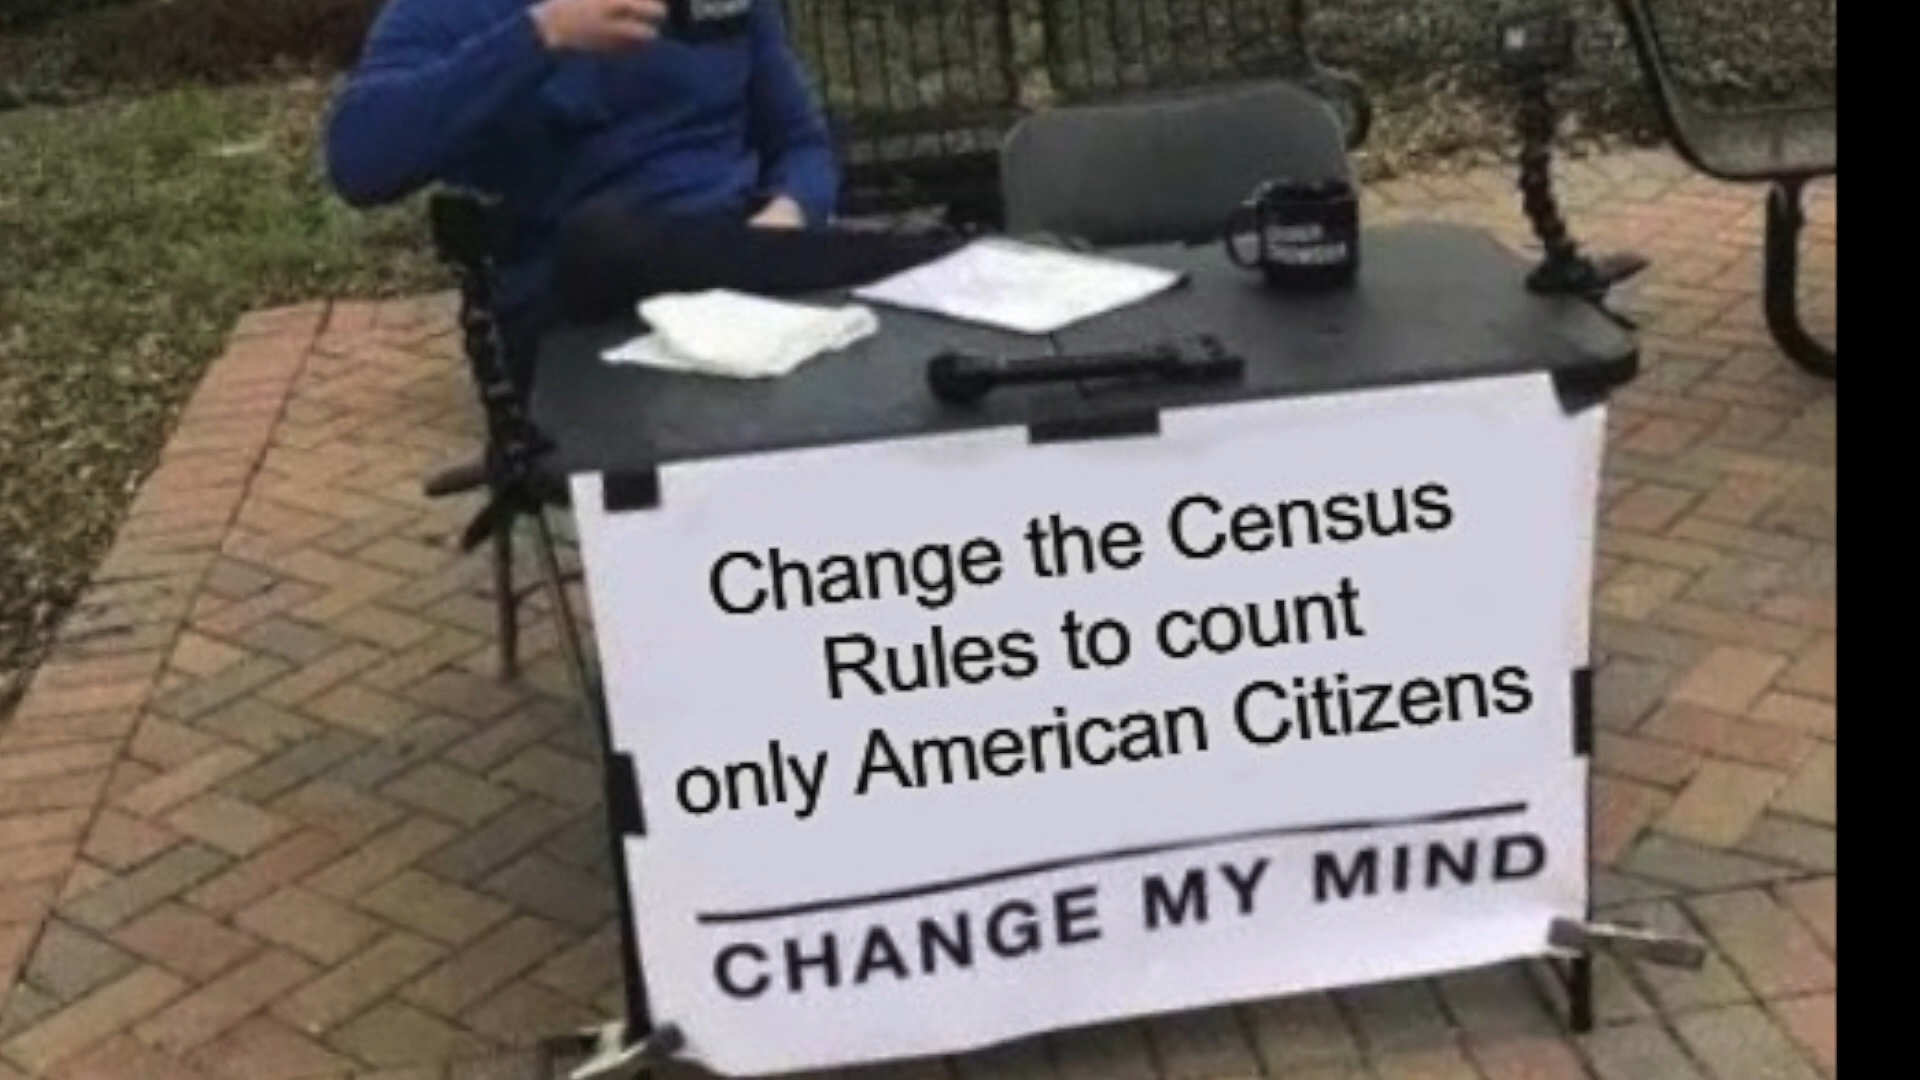 Change the Census
Rules to count
only American Citizens
CHANGE MY MIND